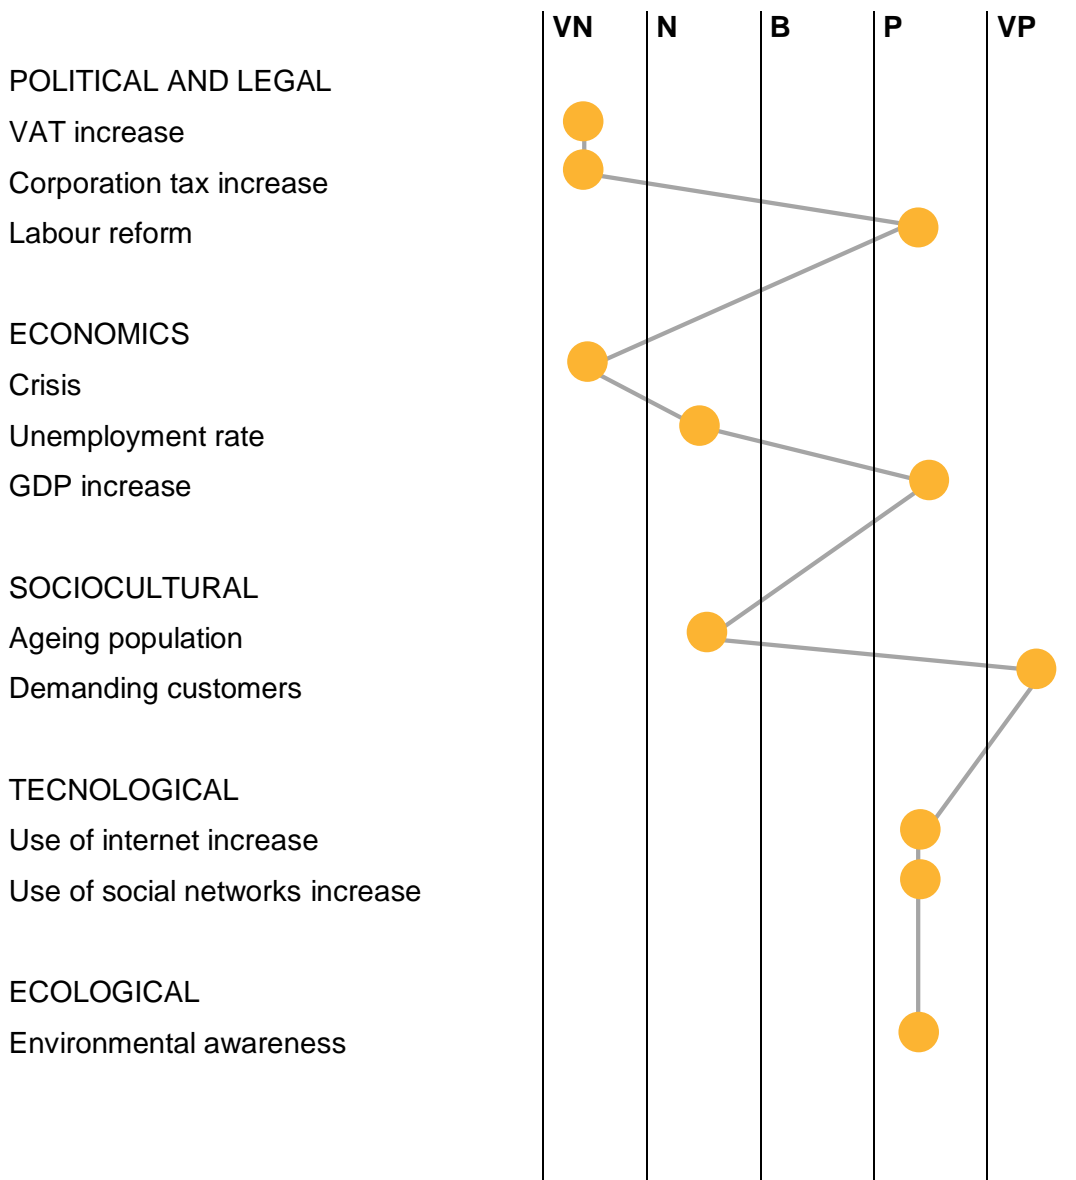 VN N B P VP
POLITICAL AND LEGAL
VAT increase
Corporation tax increase
Labour reform
ECONOMICS
Crisis
Unemployment rate
GDP increase
SOCIOCULTURAL
Ageing population
Demanding customers
TECNOLOGICAL
Use of internet increase
Use of social networks increase
ECOLOGICAL
Environmental awareness